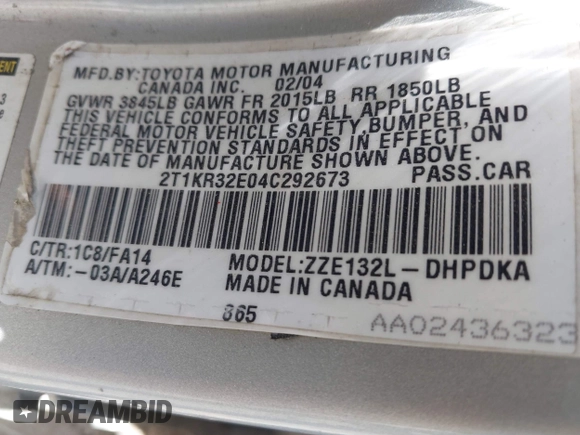 MFD.BY:TOYOTA MOTOR MANUFACTURING
CANADA INC. 02/04
GVWR 3845LB GAWR FR 2015LB RR 1850LB
THIS VEHICLE CONFORMS TO ALL APPLICABLE
FEDERAL MOTOR VEHICLE SAFETY,BUMPER, AND
THEFT PREVENTION STANDARDS IN EFFECT ON
THE DATE OF MANUFACTURE SHOWN ABOVE.
2T1KR32E04C292673 PASS.CAR
C/TR:1C8/FA14 MODEL:ZZE132L-DHPDKA
A/TM:-03A/A246E MADE IN CANADA
865 AA02436323
DREAMBID